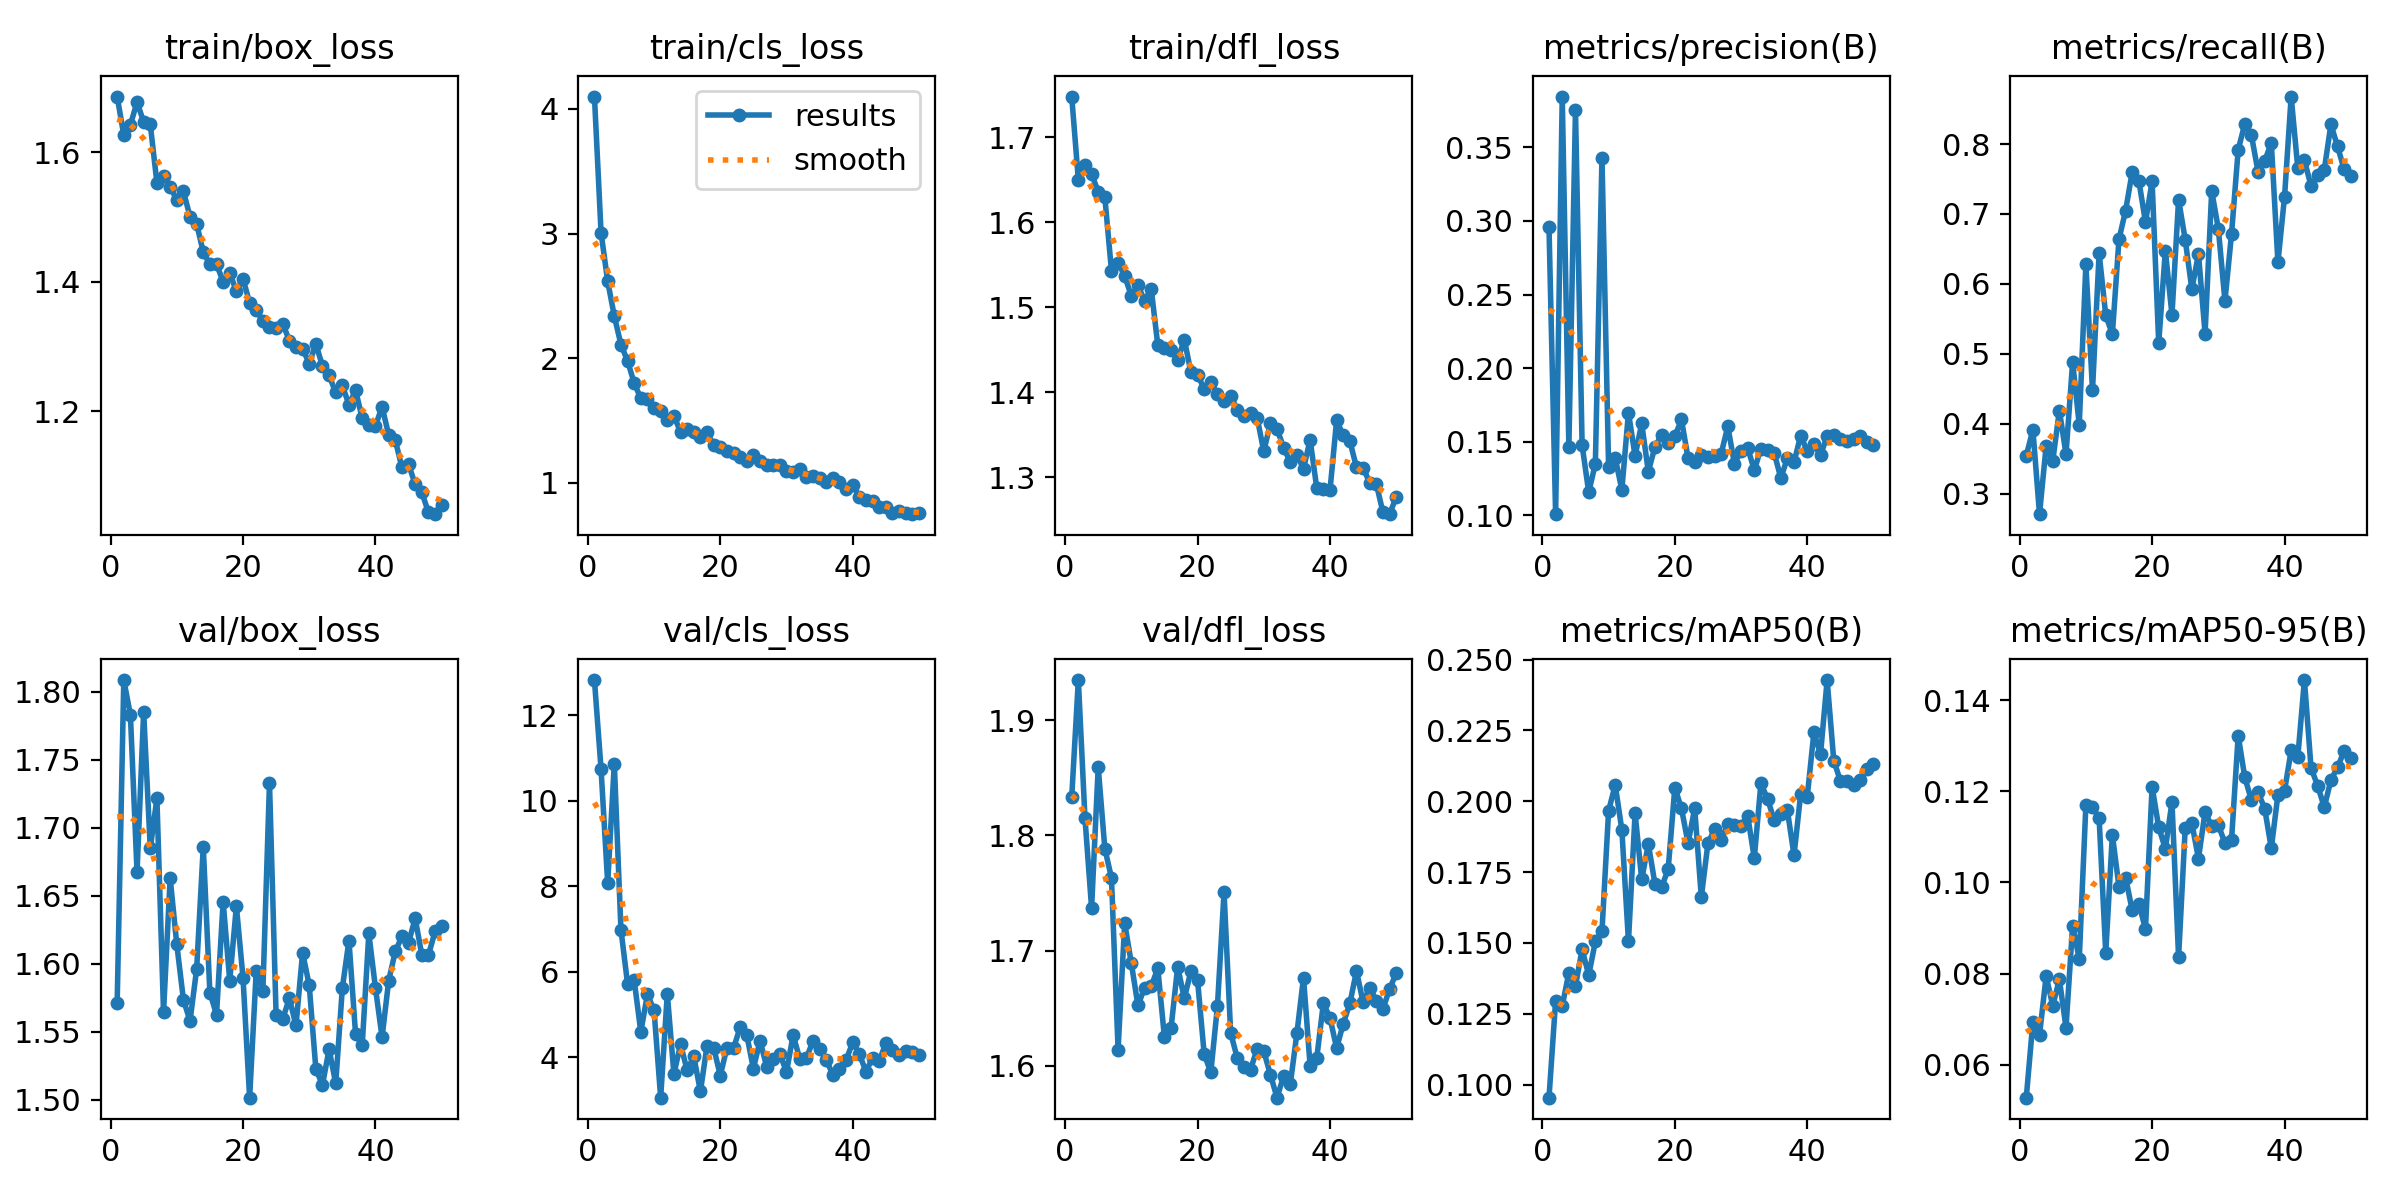 train/box_loss
train/cls_loss
train/dfl_loss
metrics/precision(B)
metrics/recall(B)
1.6
1.4
1.2
0 20 40
4
3
2
1
results
smooth
0 20 40
1.7
1.6
1.5
1.4
1.3
0 20 40
0.35
0.30
0.25
0.20
0.15
0.10
0 20 40
0.8
0.7
0.6
0.5
0.4
0.3
0 20 40
val/box_loss
val/cls_loss
val/dfl_loss
metrics/mAP50(B)
metrics/mAP50-95(B)
1.80
1.75
1.70
1.65
1.60
1.55
1.50
0 20 40
12
10
8
6
4
0 20 40
1.9
1.8
1.7
1.6
0 20 40
0.250
0.225
0.200
0.175
0.150
0.125
0.100
0 20 40
0.14
0.12
0.10
0.08
0.06
0 20 40